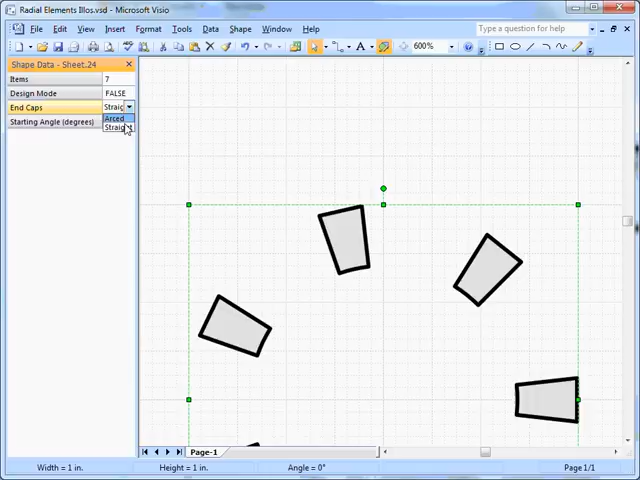 Radial Elements Illos.vsd - Microsoft Visio
File Edit View Insert Format Tools Data Shape Window Help Type a question for help
A 600%
Shape Data - Sheet.24
Items 7
Design Mode FALSE
End Caps Straig
Arced
Starting Angle (degrees)
Page-1
Width = 1 in. Height = 1 in. Angle = 0° Page 1/1